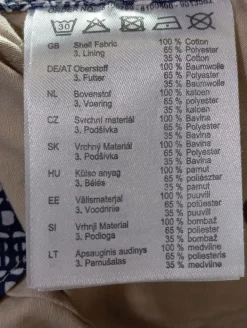 30
GB Shell Fabric 100 % Cotton
3. Lining 65 % Polyester
35 % Cotton
DE/AT Oberstoff 100 % Baumwolle
3. Futter 65 % Polyester
35 % Baumwolle
NL Bovenstof 100 % katoen
3. Voering 65 % Polyester
35 % katoen
CZ Svrchní materiál 100 % Bavlna
3. Podšívka 65 % Polyester
35 % Bavlna
SK Vrchný Materiál 100 % Bavlna
3. Podšívka 65 % Polyester
35 % Bavlna
HU Külső anyag 100 % pamut
3. Bélés 65 % poliészter
35 % pamut
EE Välismaterjal 100 % puuvill
3. Voodririie 65 % polüester
35 % puuvill
SI Vrhnji Material 100 % bombaž
3. Podloga 65 % poliester
35 % bombaž
LT Apsauginis audinys 100 % medvilnė
3. Pamušalas 65 % poliesteris
35 % medvilnė